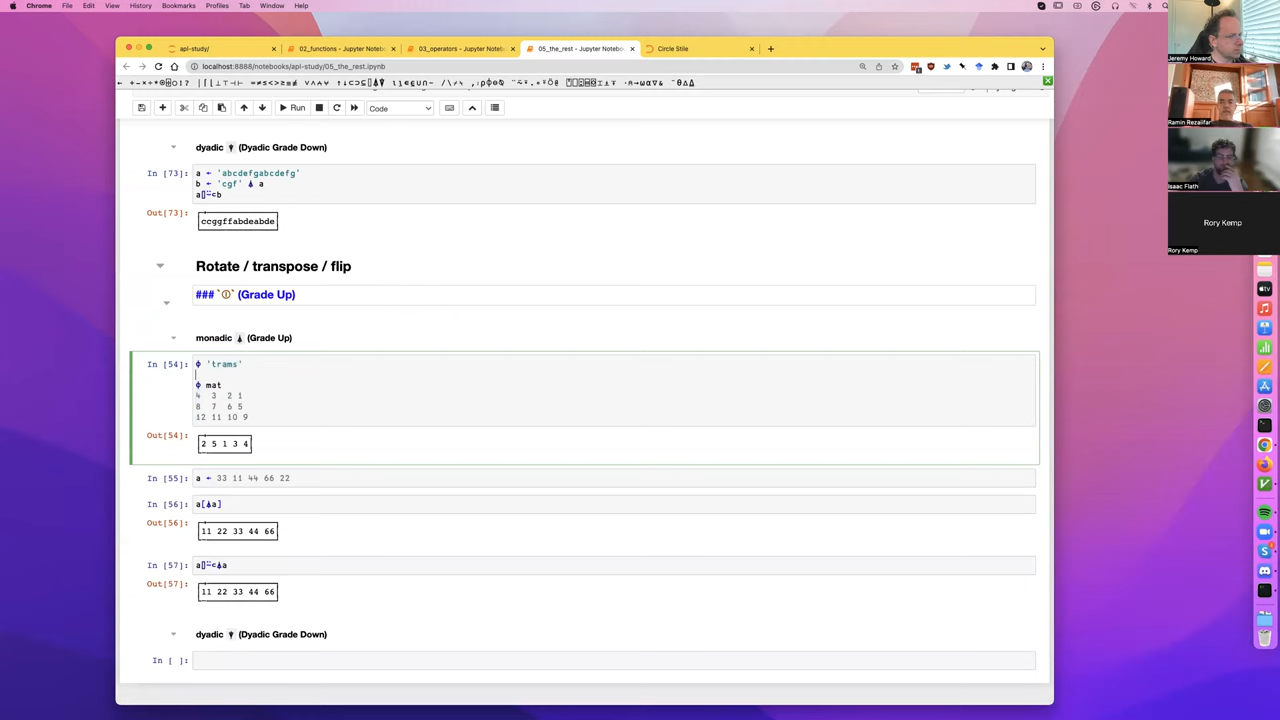 Chrome File Edit View History Bookmarks Profiles Tab Window Help
apl-study/
02_functions - Jupyter Notebo
03_operators - Jupyter Notebo
05_the_rest - Jupyter Notebo
Circle Stile
localhost:8888/notebooks/apl-study/05_the_rest.ipynb
Run
Code
dyadic ⍒ (Dyadic Grade Down)
In [73]:
a ← 'abcdefgabcdefg'
b ← 'cgf' ⍋ a
a⌷⍨⊂b
Out[73]:
ccggffabdeabde
Rotate / transpose / flip
### `⌽` (Grade Up)
monadic ⍋ (Grade Up)
In [54]:
⌽ 'trams'
⌽ mat
4 3 2 1
8 7 6 5
12 11 10 9
Out[54]:
2 5 1 3 4
In [55]:
a ← 33 11 44 66 22
In [56]:
a[⍋a]
Out[56]:
11 22 33 44 66
In [57]:
a⌷⍨⊂⍋a
Out[57]:
11 22 33 44 66
dyadic ⍒ (Dyadic Grade Down)
In [ ]:
Jeremy Howard
Ramin Rezaiifar
Isaac Flath
Rory Kemp
Rory Kemp